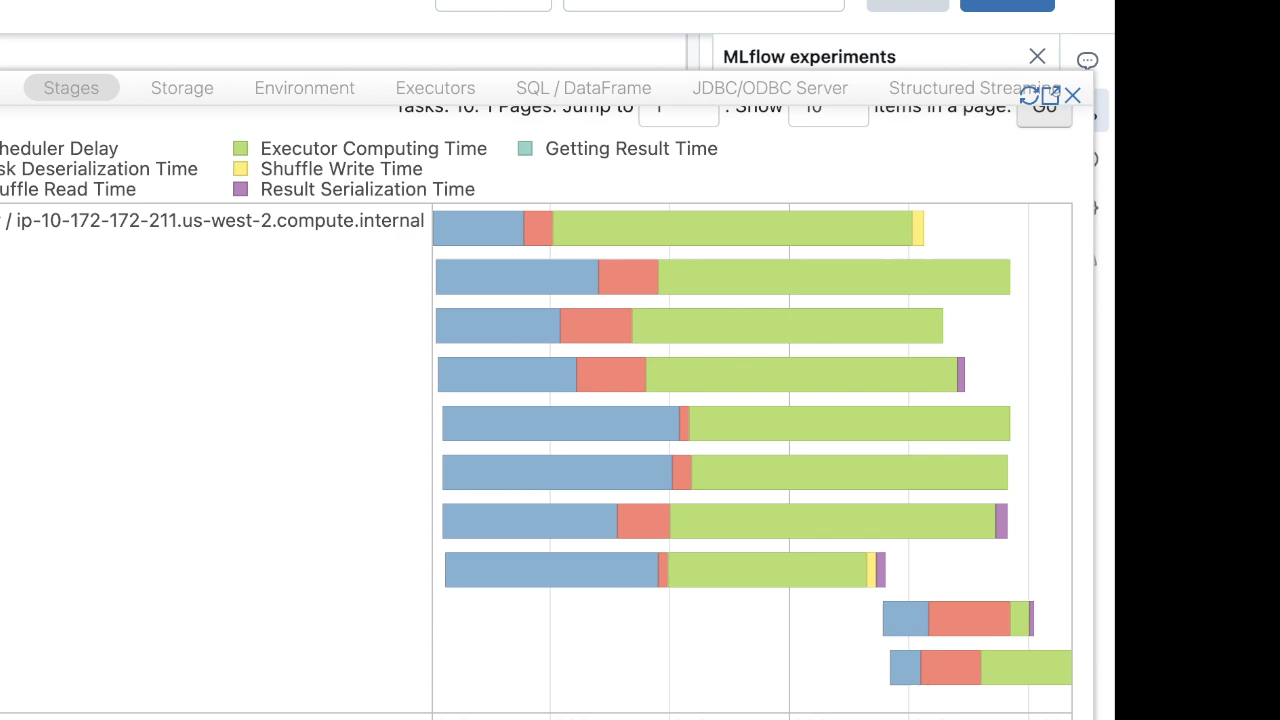 MLflow experiments
Stages Storage Environment Executors SQL / DataFrame JDBC/ODBC Server Structured Streaming
Tasks: 10. 1 Pages. Jump to 1 . Show 10 items in a page. Go
heduler Delay Executor Computing Time Getting Result Time
sk Deserialization Time Shuffle Write Time
uffle Read Time Result Serialization Time
/ ip-10-172-172-211.us-west-2.compute.internal